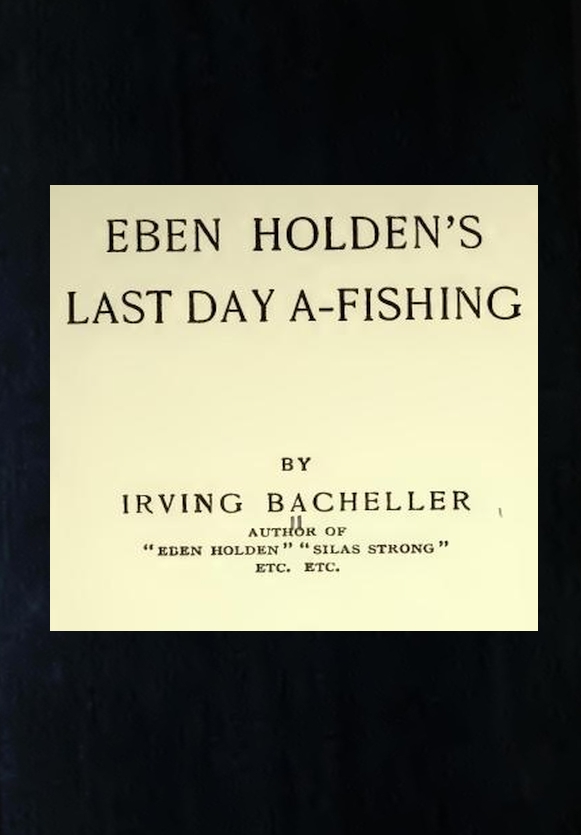 EBEN HOLDEN'S
LAST DAY A-FISHING
BY
IRVING BACHELLER
AUTHOR OF
"EBEN HOLDEN" "SILAS STRONG"
ETC. ETC.